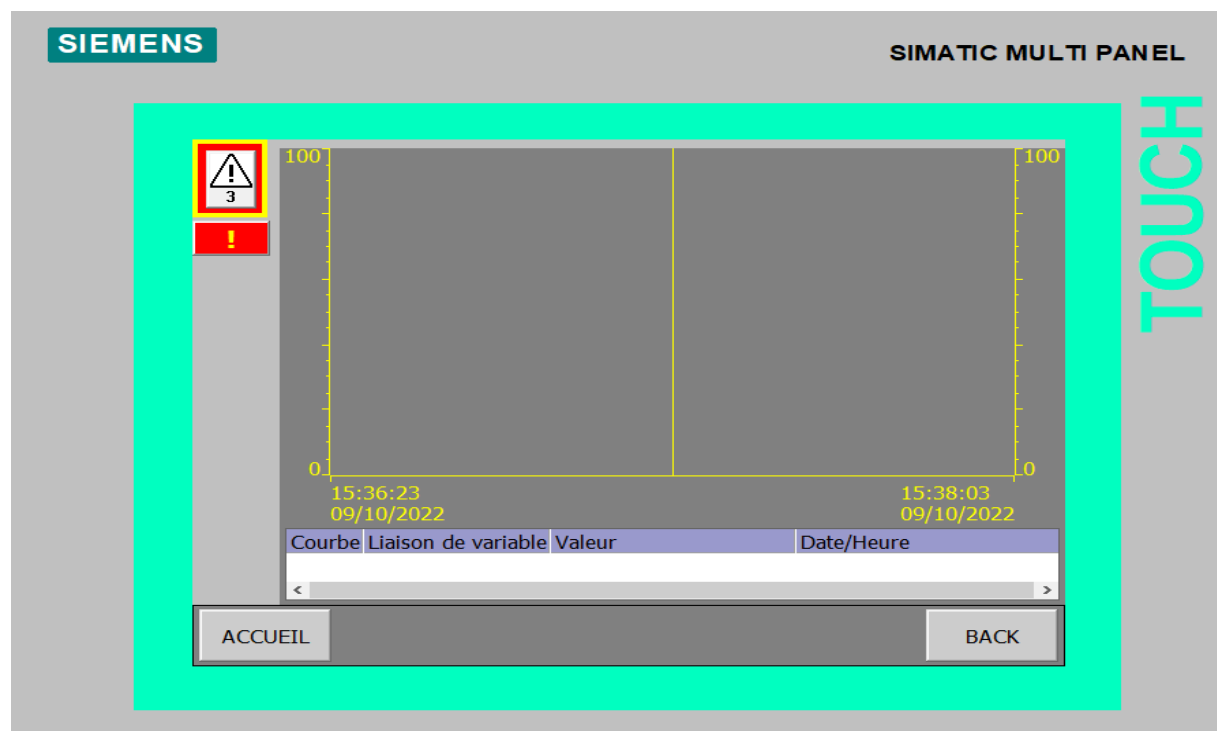 SIEMENS
SIMATIC MULTI PANEL
TOUCH
!
3
!
100
100
0
0
15:36:23
09/10/2022
15:38:03
09/10/2022
Courbe Liaison de variable Valeur Date/Heure
< >
ACCUEIL
BACK